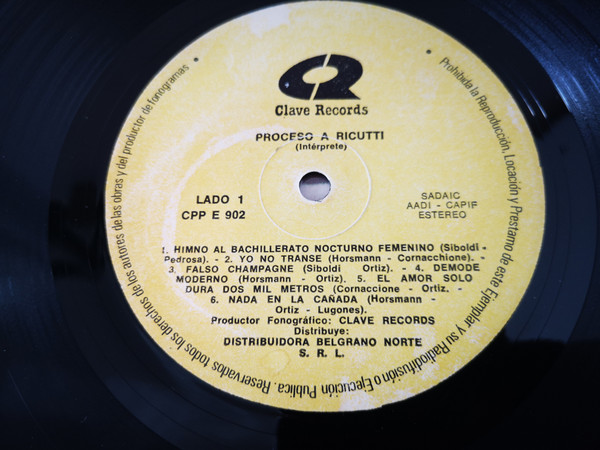 Clave Records
PROCESO A RICUTTI
(Intérprete)
LADO 1
CPP E 902
SADAIC
AADI - CAPIF
ESTEREO
1. HIMNO AL BACHILLERATO NOCTURNO FEMENINO (Siboldi -
Pedrosa). - 2. YO NO TRANSE (Horsmann - Cornacchione). -
3. FALSO CHAMPAGNE (Siboldi Ortiz). - 4. DEMODE
MODERNO (Horsmann - Ortiz). 5. EL AMOR SOLO
DURA DOS MIL METROS (Cornaccione - Ortiz. -
6. NADA EN LA CAÑADA (Horsmann -
Ortiz - Lugones).
Productor Fonográfico: CLAVE RECORDS
Distribuye:
DISTRIBUIDORA BELGRANO NORTE
S. R. L.
Prohibida la Reproducción, Locación y Préstamo de este Ejemplar y su Radiodifusión o Ejecución Publica. Reservados todos los derechos de los autores de las obras y del productor de fonogramas